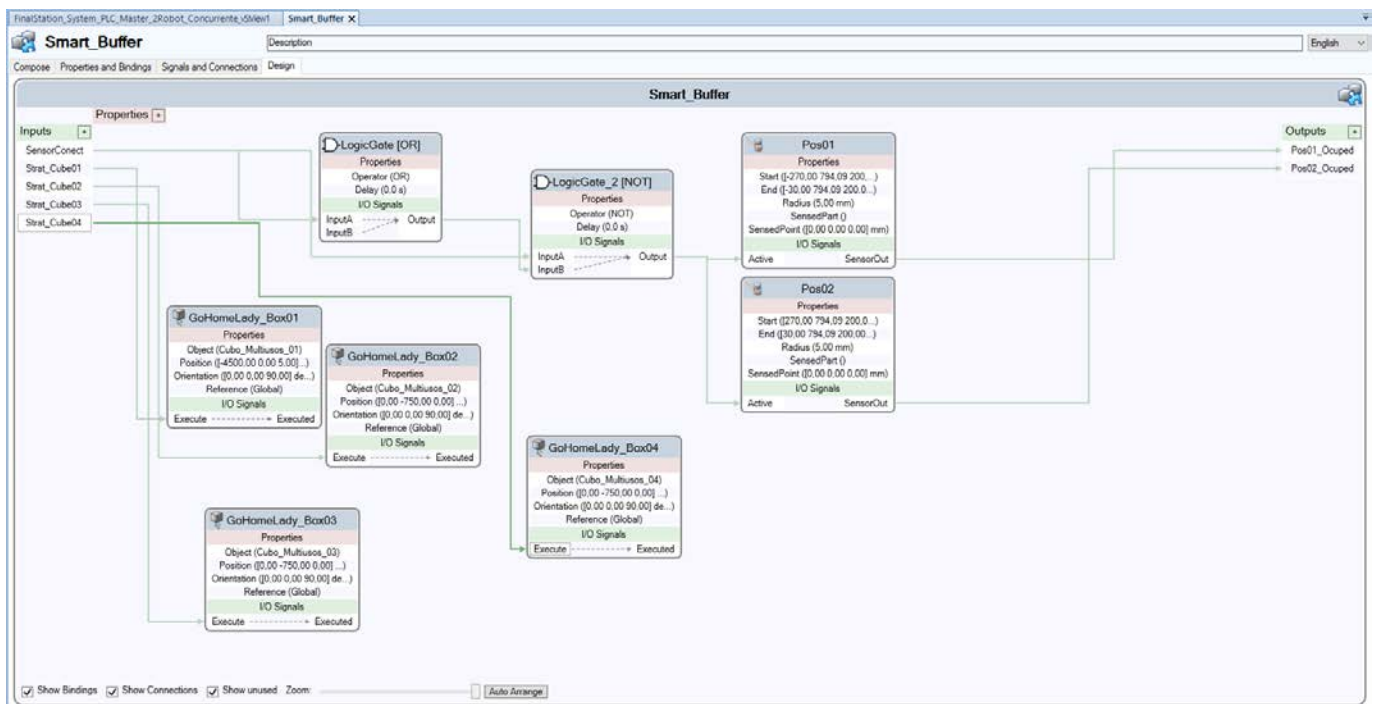 FinalStation_System_PLC_Master_2Robot_Concurrente_v5:View1 Smart_Buffer X
Smart_Buffer Description English
Compose Properties and Bindings Signals and Connections Design
Smart_Buffer
Properties +
Inputs +
SensorConect
Strat_Cube01
Strat_Cube02
Strat_Cube03
Strat_Cube04
LogicGate [OR]
Properties
Operator (OR)
Delay (0.0 s)
I/O Signals
InputA Output
InputB
LogicGate_2 [NOT]
Properties
Operator (NOT)
Delay (0.0 s)
I/O Signals
InputA Output
InputB
Pos01
Properties
Start ([-270,00 794,09 200,...)
End ([-30,00 794,09 200.0...)
Radius (5,00 mm)
SensedPart ()
SensedPoint ([0,00 0,00 0,00] mm)
I/O Signals
Active SensorOut
Pos02
Properties
Start ([270,00 794,09 200,0...)
End ([30,00 794,09 200,00...)
Radius (5,00 mm)
SensedPart ()
SensedPoint ([0,00 0,00 0,00] mm)
I/O Signals
Active SensorOut
Outputs +
Pos01_Ocuped
Pos02_Ocuped
GoHomeLady_Box01
Properties
Object (Cubo_Multiusos_01)
Position ([-4500,00 0,00 5,00]...)
Orientation ([0,00 0,00 90,00] de...)
Reference (Global)
I/O Signals
Execute Executed
GoHomeLady_Box02
Properties
Object (Cubo_Multiusos_02)
Position ([0,00 -750,00 0,00] ...)
Orientation ([0,00 0,00 90,00] de...)
Reference (Global)
I/O Signals
Execute Executed
GoHomeLady_Box04
Properties
Object (Cubo_Multiusos_04)
Position ([0,00 -750,00 0,00] ...)
Orientation ([0,00 0,00 90,00] de...)
Reference (Global)
I/O Signals
Execute Executed
GoHomeLady_Box03
Properties
Object (Cubo_Multiusos_03)
Position ([0,00 -750,00 0,00] ...)
Orientation ([0,00 0,00 90,00] de...)
Reference (Global)
I/O Signals
Execute Executed
Show Bindings Show Connections Show unused Zoom: Auto Arrange